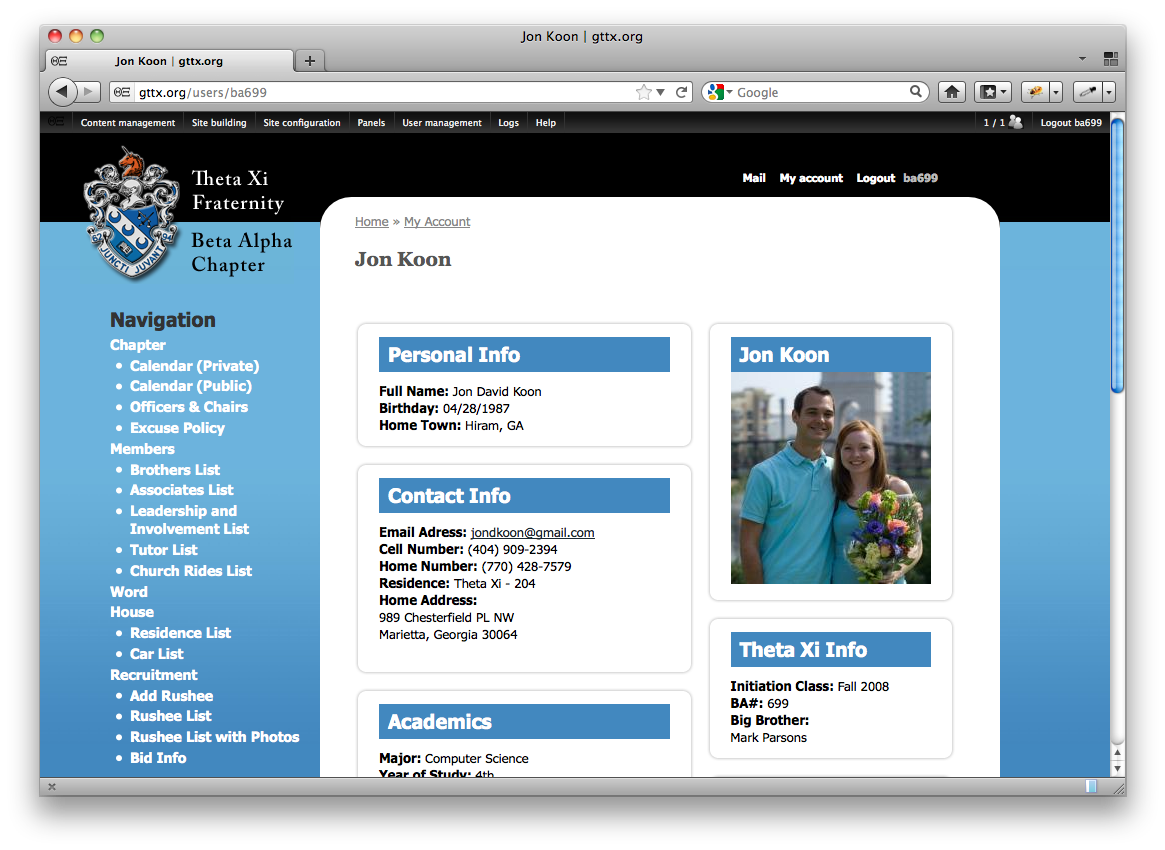 Jon Koon | gttx.org
ΘΞ Jon Koon | gttx.org +
ΘΞ gttx.org/users/ba699 Google
Content management Site building Site configuration Panels User management Logs Help 1 / 1 Logout ba699
Mail My account Logout ba699
Theta Xi
Fraternity
Beta Alpha
Chapter
JUNCTI JUVANT
Navigation
Chapter
Calendar (Private)
Calendar (Public)
Officers & Chairs
Excuse Policy
Members
Brothers List
Associates List
Leadership and
Involvement List
Tutor List
Church Rides List
Word
House
Residence List
Car List
Recruitment
Add Rushee
Rushee List
Rushee List with Photos
Bid Info
Home » My Account
Jon Koon
Personal Info
Full Name: Jon David Koon
Birthday: 04/28/1987
Home Town: Hiram, GA
Contact Info
Email Adress: jondkoon@gmail.com
Cell Number: (404) 909-2394
Home Number: (770) 428-7579
Residence: Theta Xi - 204
Home Address:
989 Chesterfield PL NW
Marietta, Georgia 30064
Academics
Major: Computer Science
Year of Study: 4th
Jon Koon
Theta Xi Info
Initiation Class: Fall 2008
BA#: 699
Big Brother:
Mark Parsons